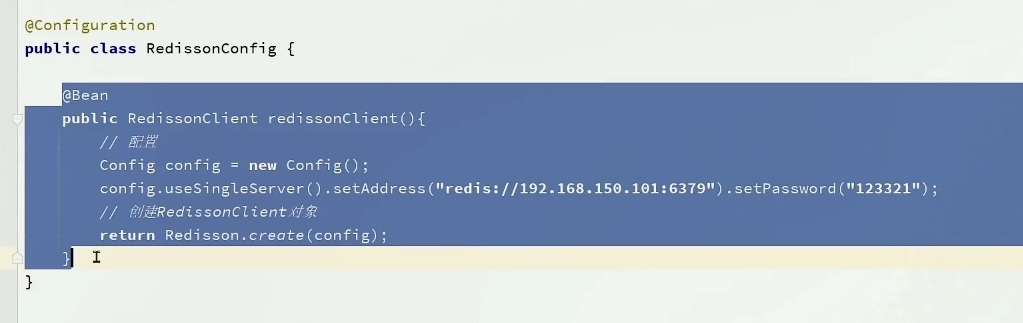 @Configuration
public class RedissonConfig {
@Bean
public RedissonClient redissonClient(){
// 配置
Config config = new Config();
config.useSingleServer().setAddress("redis://192.168.150.101:6379").setPassword("123321");
// 创建RedissonClient对象
return Redisson.create(config);
}
}